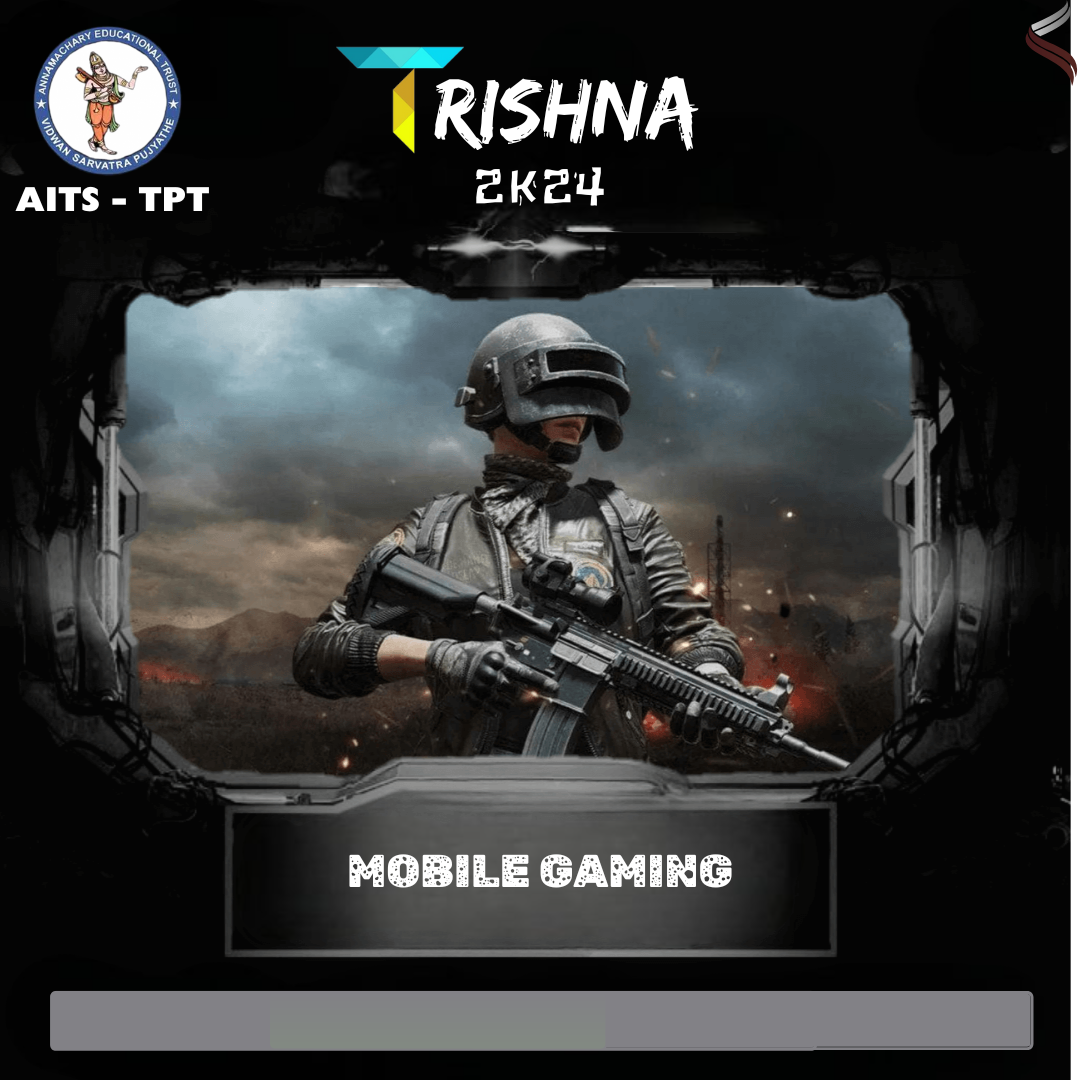 ANNAMACHARY EDUCATIONAL TRUST
VIDWAN SARVATRA PUJYATHE
AITS - TPT
TRISHNA
2K24
MOBILE GAMING